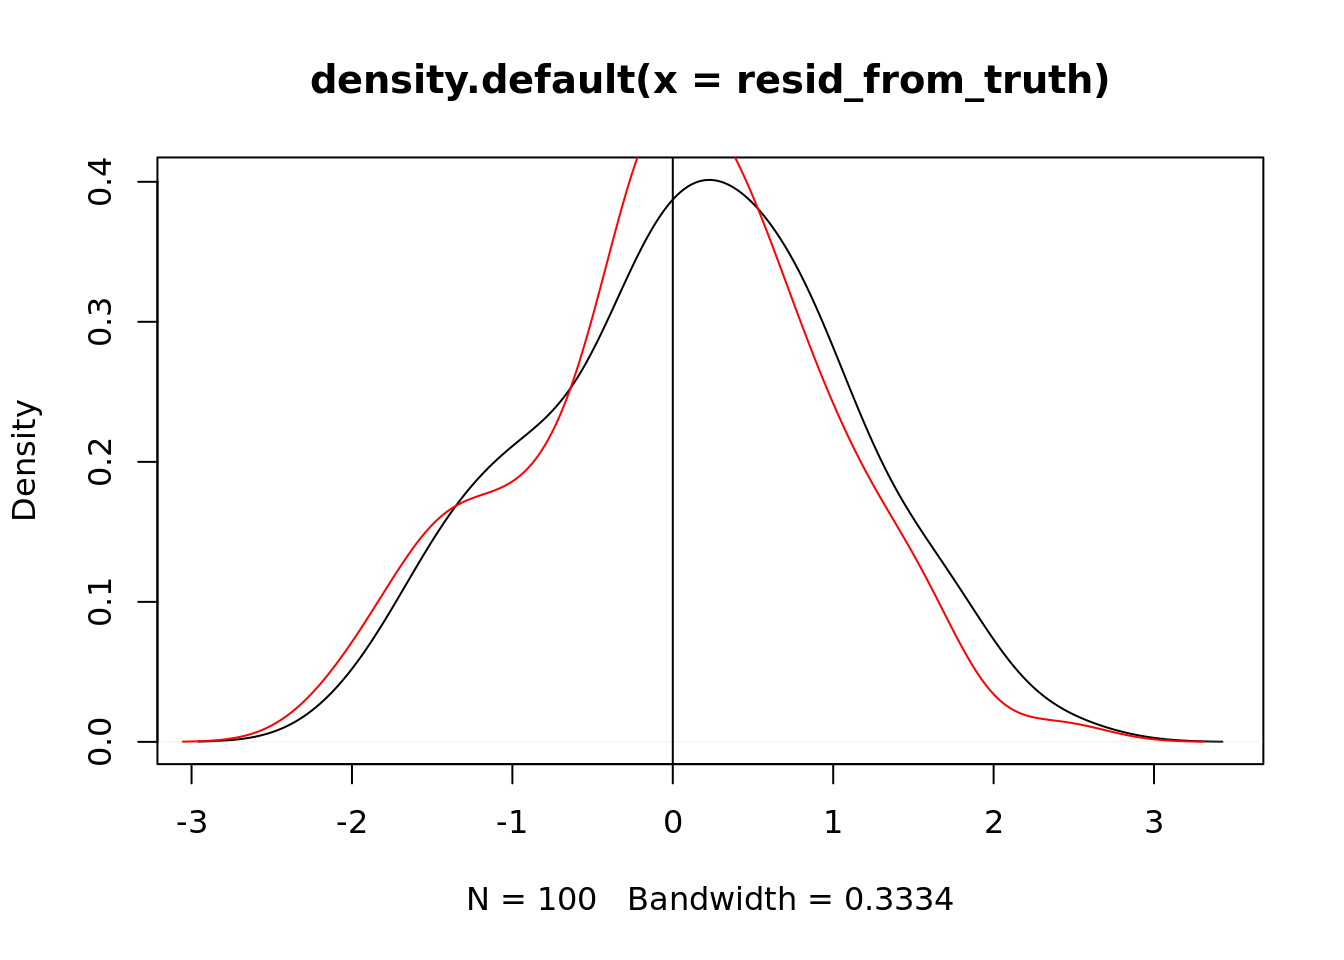 density.default(x = resid_from_truth)
Density
0.4
0.3
0.2
0.1
0.0
-3 -2 -1 0 1 2 3
N = 100 Bandwidth = 0.3334